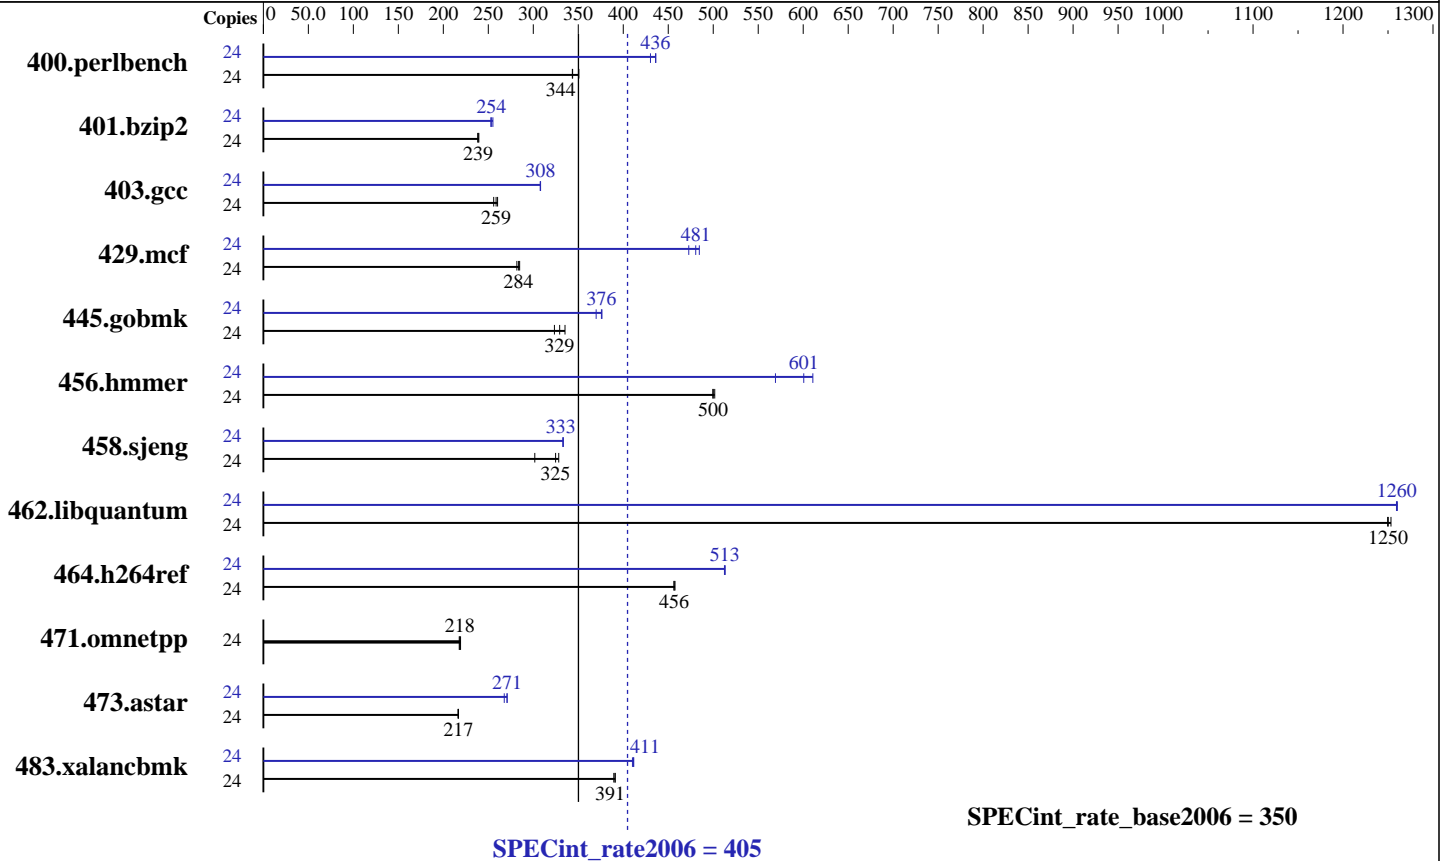 Copies 0 50.0 100 150 200 250 300 350 400 450 500 550 600 650 700 750 800 850 900 950 1000 1100 1200 1300
400.perlbench 24 436
24 344
401.bzip2 24 254
24 239
403.gcc 24 308
24 259
429.mcf 24 481
24 284
445.gobmk 24 376
24 329
456.hmmer 24 601
24 500
458.sjeng 24 333
24 325
462.libquantum 24 1260
24 1250
464.h264ref 24 513
24 456
471.omnetpp 24 218
473.astar 24 271
24 217
483.xalancbmk 24 411
24 391
SPECint_rate_base2006 = 350
SPECint_rate2006 = 405